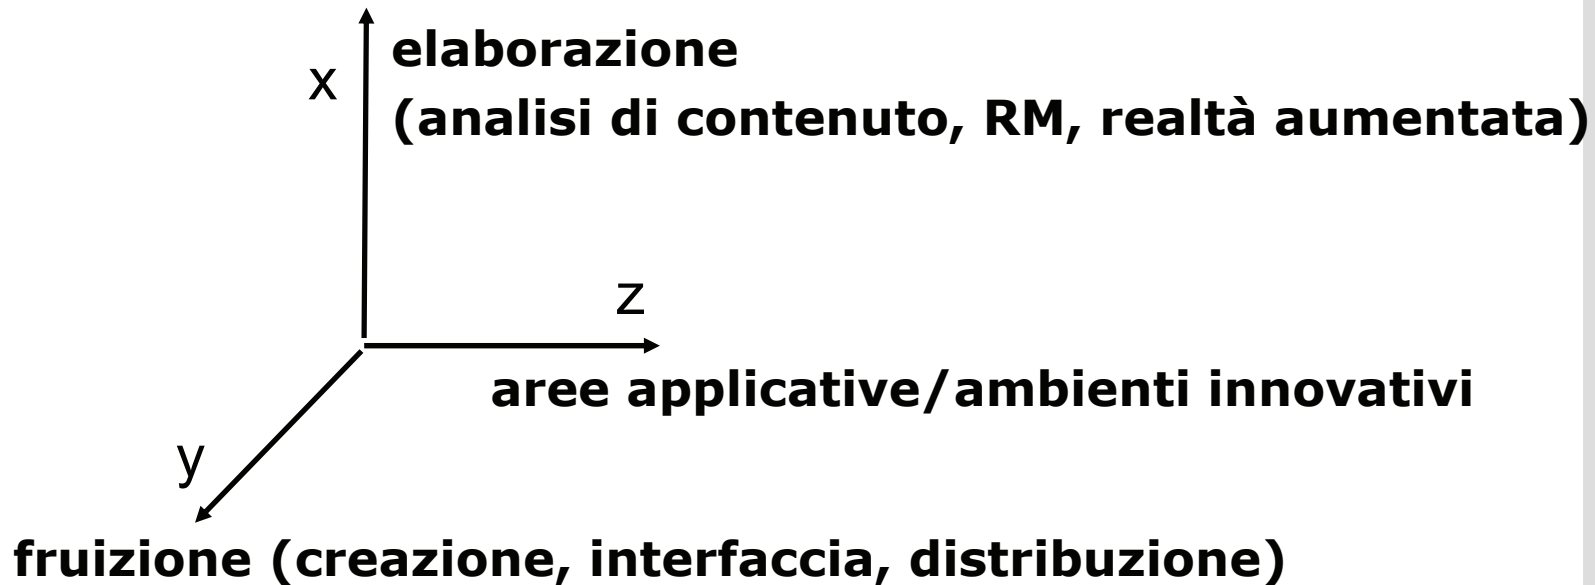 x
elaborazione
(analisi di contenuto, RM, realtà aumentata)
z
aree applicative/ambienti innovativi
y
fruizione (creazione, interfaccia, distribuzione)